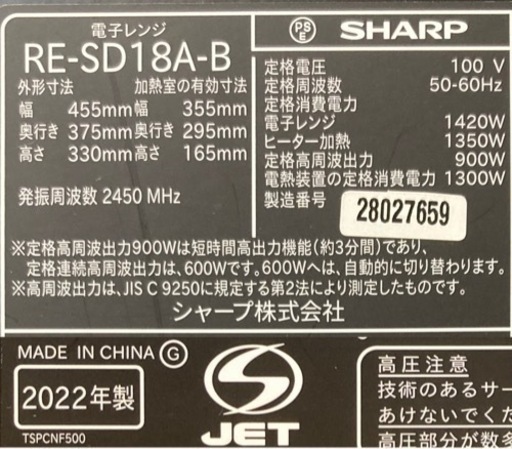 電子レンジ
RE-SD18A-B
外形寸法 加熱室の有効寸法
幅 455mm 幅 355mm
奥行き 375mm 奥行き 295mm
高さ 330mm 高さ 165mm
発振周波数 2450 MHz
PS
E
SHARP
定格電圧 100 V
定格周波数 50-60Hz
定格消費電力
電子レンジ 1420W
ヒーター加熱 1350W
定格高周波出力 900W
電熱装置の定格消費電力 1300W
製造番号 28027659
※定格高周波出力900Wは短時間高出力機能(約3分間)であり、
定格連続高周波出力は、600Wです。600Wへは、自動的に切り替わります。
※高周波出力は、JIS C 9250に規定する第2法により測定したものです。
シャープ株式会社
MADE IN CHINA G
2022年製
TSPCNF500
S
JET
高圧注意
技術のあるサー
あけないでくだ
高圧部分が数